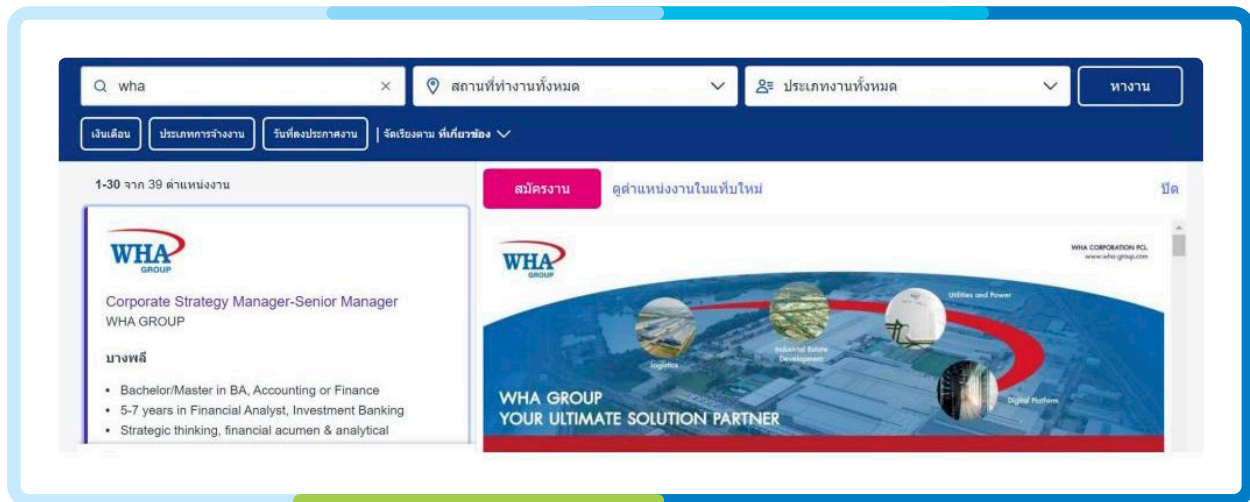 wha
สถานที่ทำงานทั้งหมด
ประเภทงานทั้งหมด
หางาน
เงินเดือน
ประเภทการจ้างงาน
วันที่ลงประกาศงาน
| จัดเรียงตาม ที่เกี่ยวข้อง
1-30 จาก 39 ตำแหน่งงาน
สมัครงาน
ดูตำแหน่งงานในแท็บใหม่
ปิด
WHA
GROUP
Corporate Strategy Manager-Senior Manager
WHA GROUP
บางพลี
• Bachelor/Master in BA, Accounting or Finance
• 5-7 years in Financial Analyst, Investment Banking
• Strategic thinking, financial acumen & analytical
WHA
GROUP
WHA CORPORATION PCL.
www.wha-group.com
Utilities and Power
Industrial Estate
Development
Logistics
Digital Platform
WHA GROUP
YOUR ULTIMATE SOLUTION PARTNER